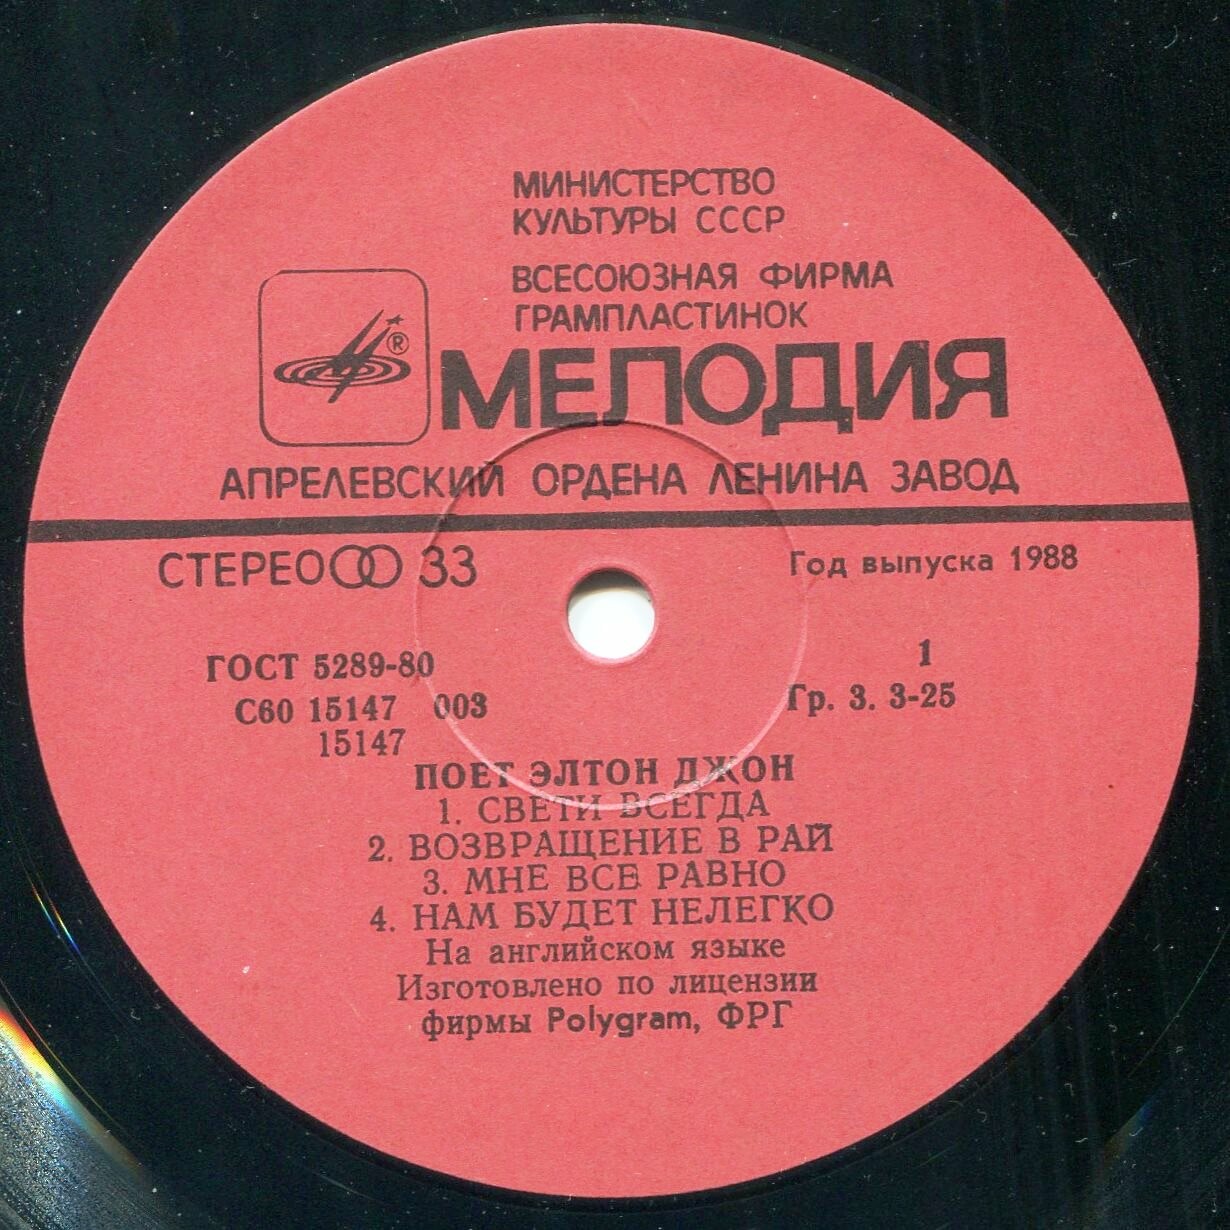 МИНИСТЕРСТВО
КУЛЬТУРЫ СССР
ВСЕСОЮЗНАЯ ФИРМА
ГРАМПЛАСТИНОК
®
МЕЛОДИЯ
АПРЕЛЕВСКИЙ ОРДЕНА ЛЕНИНА ЗАВОД
СТЕРЕО 33
Год выпуска 1988
ГОСТ 5289-80
1
С60 15147 003
Гр. 3. 3-25
15147
ПОЕТ ЭЛТОН ДЖОН
1. СВЕТИ ВСЕГДА
2. ВОЗВРАЩЕНИЕ В РАЙ
3. МНЕ ВСЕ РАВНО
4. НАМ БУДЕТ НЕЛЕГКО
На английском языке
Изготовлено по лицензии
фирмы Polygram, ФРГ